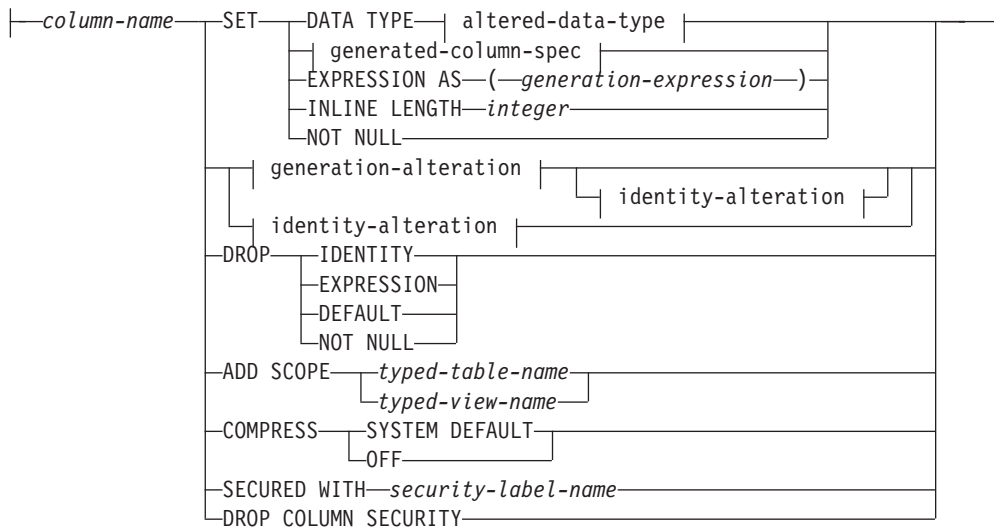 column-name SET DATA TYPE altered-data-type
generated-column-spec
EXPRESSION AS ( generation-expression )
INLINE LENGTH integer
NOT NULL
generation-alteration
identity-alteration
identity-alteration
DROP IDENTITY
EXPRESSION
DEFAULT
NOT NULL
ADD SCOPE typed-table-name
typed-view-name
COMPRESS SYSTEM DEFAULT
OFF
SECURED WITH security-label-name
DROP COLUMN SECURITY